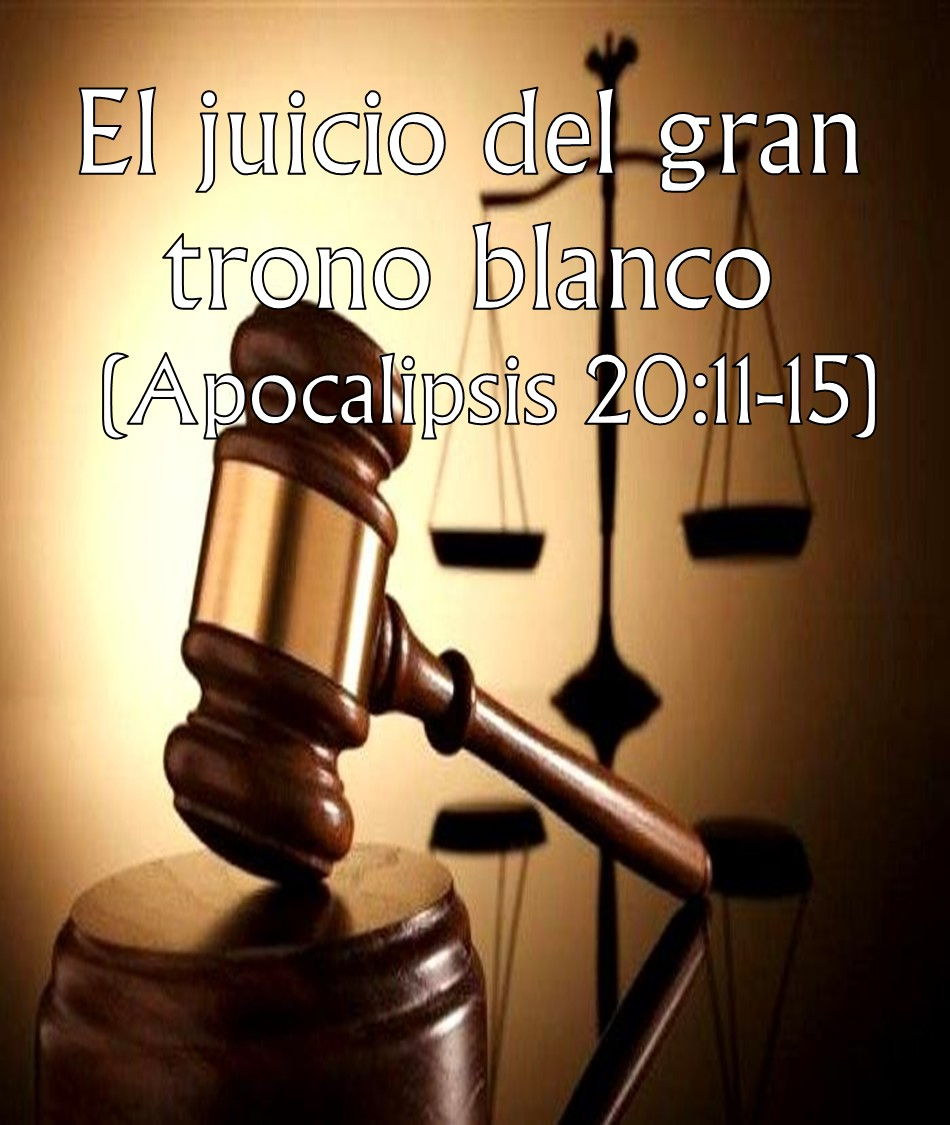 El juicio del gran
trono blanco
(Apocalipsis 20:11-15)